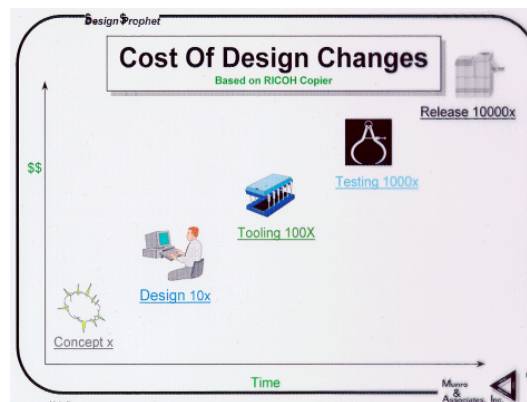 Design $rophet
Cost Of Design Changes
Based on RICOH Copier
Release 10000x
$$
Testing 1000x
Tooling 100X
Design 10x
Concept x
Time
Munro
&
Associates, Inc.